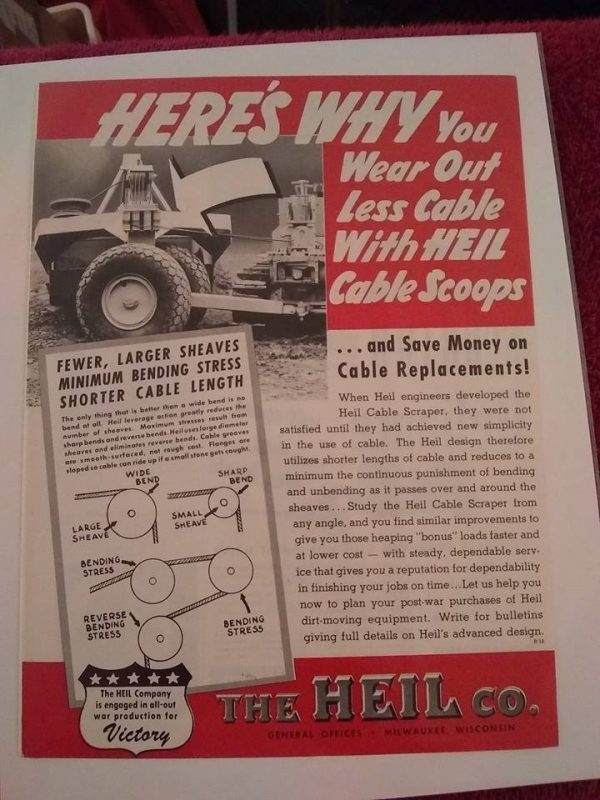 HERE'S WHY You
Wear Out
Less Cable
With HEIL
Cable Scoops
...and Save Money on
Cable Replacements!
FEWER, LARGER SHEAVES
MINIMUM BENDING STRESS
SHORTER CABLE LENGTH
The only thing that is better than a wide bend is no
bend at all. Heil leverage action greatly reduces the
number of sheaves. Maximum stresses result from
sharp bends and reverse bends. Heil uses large diameter
sheaves and eliminates reverse bends. Cable grooves
are smooth-surfaced, not rough cast. Flanges are
sloped so cable can ride up if a small stone gets caught.
WIDE
BEND
SHARP
BEND
LARGE
SHEAVE
SMALL
SHEAVE
BENDING
STRESS
REVERSE
BENDING
STRESS
BENDING
STRESS
When Heil engineers developed the
Heil Cable Scraper, they were not
satisfied until they had achieved new simplicity
in the use of cable. The Heil design therefore
utilizes shorter lengths of cable and reduces to a
minimum the continuous punishment of bending
and unbending as it passes over and around the
sheaves...Study the Heil Cable Scraper from
any angle, and you find similar improvements to
give you those heaping "bonus" loads faster and
at lower cost — with steady, dependable serv-
ice that gives you a reputation for dependability
in finishing your jobs on time...Let us help you
now to plan your post-war purchases of Heil
dirt-moving equipment. Write for bulletins
giving full details on Heil's advanced design.
The HEIL Company
is engaged in all-out
war production for
Victory
THE HEIL CO.
GENERAL OFFICES • MILWAUKEE, WISCONSIN